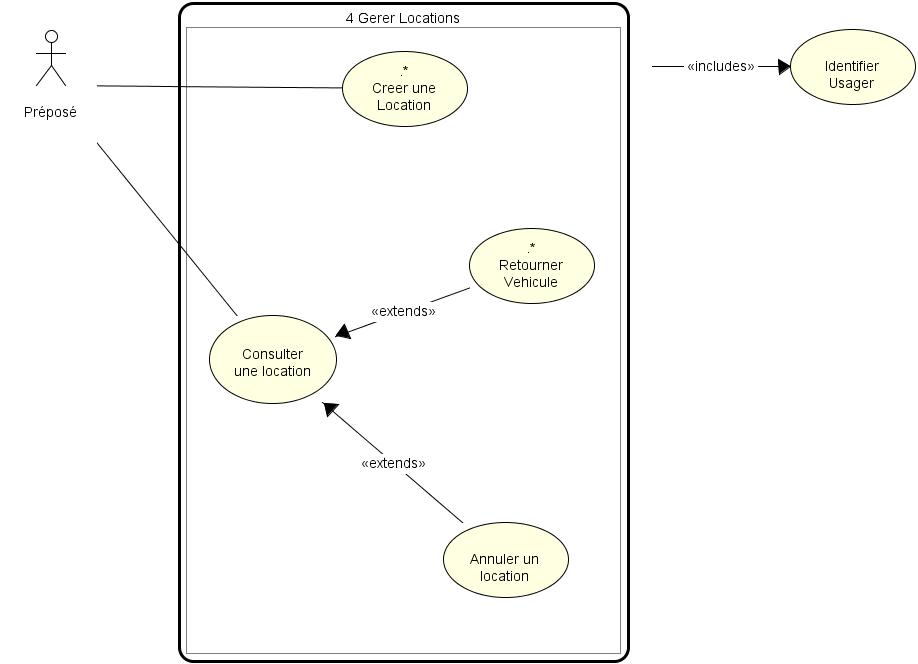 4 Gerer Locations
Préposé
.*
Creer une
Location
«includes»
Identifier
Usager
.*
Retourner
Vehicule
«extends»
Consulter
une location
«extends»
Annuler un
location